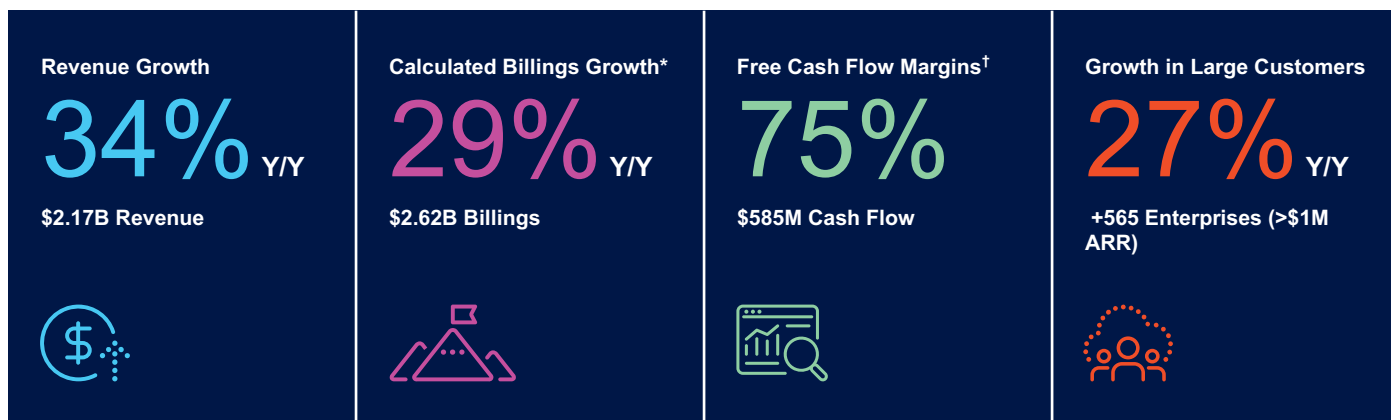 Revenue Growth
34% Y/Y
$2.17B Revenue
Calculated Billings Growth*
29% Y/Y
$2.62B Billings
Free Cash Flow Margins†
75%
$585M Cash Flow
Growth in Large Customers
27% Y/Y
+565 Enterprises (>$1M
ARR)